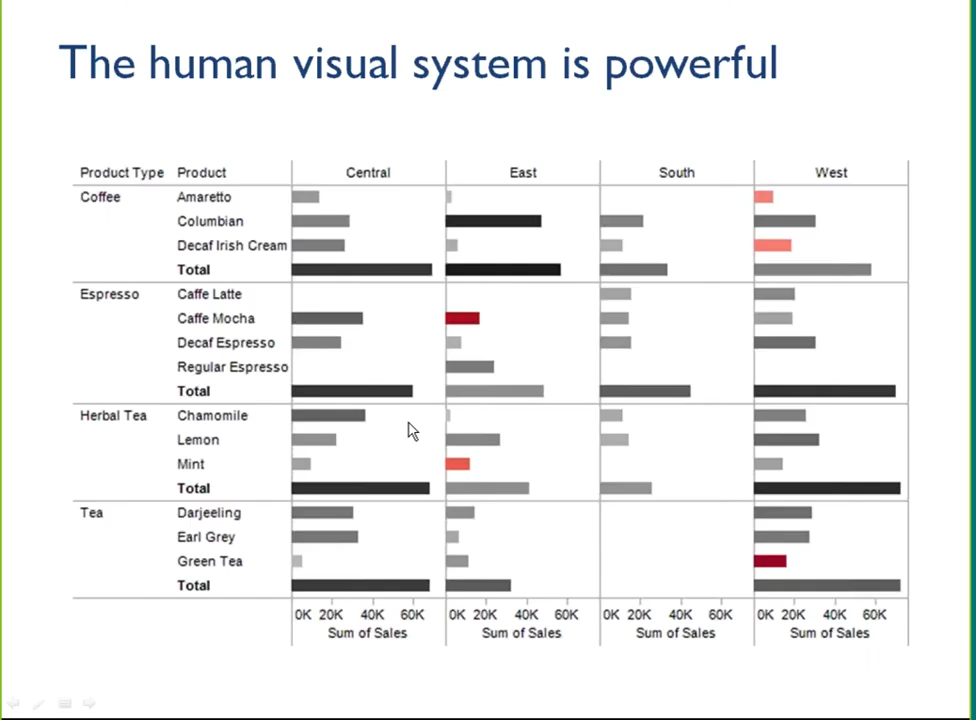 The human visual system is powerful
Product Type Product Central East South West
Coffee Amaretto
Columbian
Decaf Irish Cream
Total
Espresso Caffe Latte
Caffe Mocha
Decaf Espresso
Regular Espresso
Total
Herbal Tea Chamomile
Lemon
Mint
Total
Tea Darjeeling
Earl Grey
Green Tea
Total
0K 20K 40K 60K 0K 20K 40K 60K 0K 20K 40K 60K 0K 20K 40K 60K
Sum of Sales Sum of Sales Sum of Sales Sum of Sales